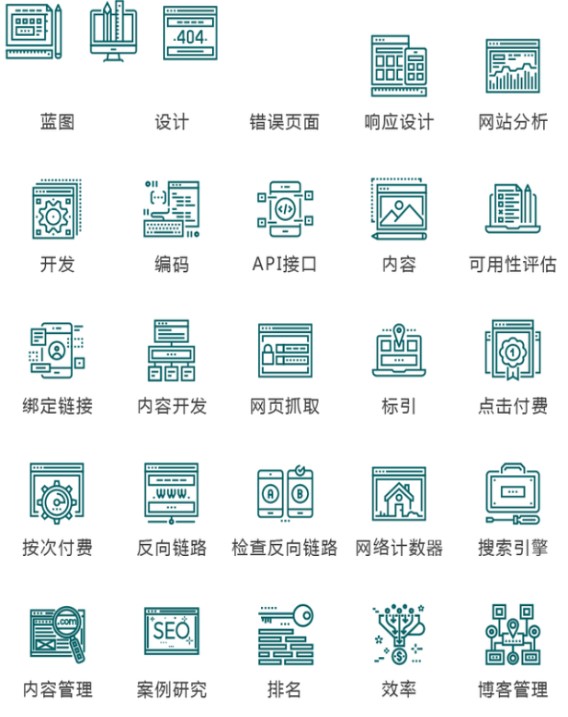 404
蓝图 设计 错误页面 响应设计 网站分析
开发 编码 API接口 内容 可用性评估
1
绑定链接 内容开发 网页抓取 标引 点击付费
WWW. A B
按次付费 反向链路 检查反向链路 网络计数器 搜索引擎
.com SEO
内容管理 案例研究 排名 效率 博客管理